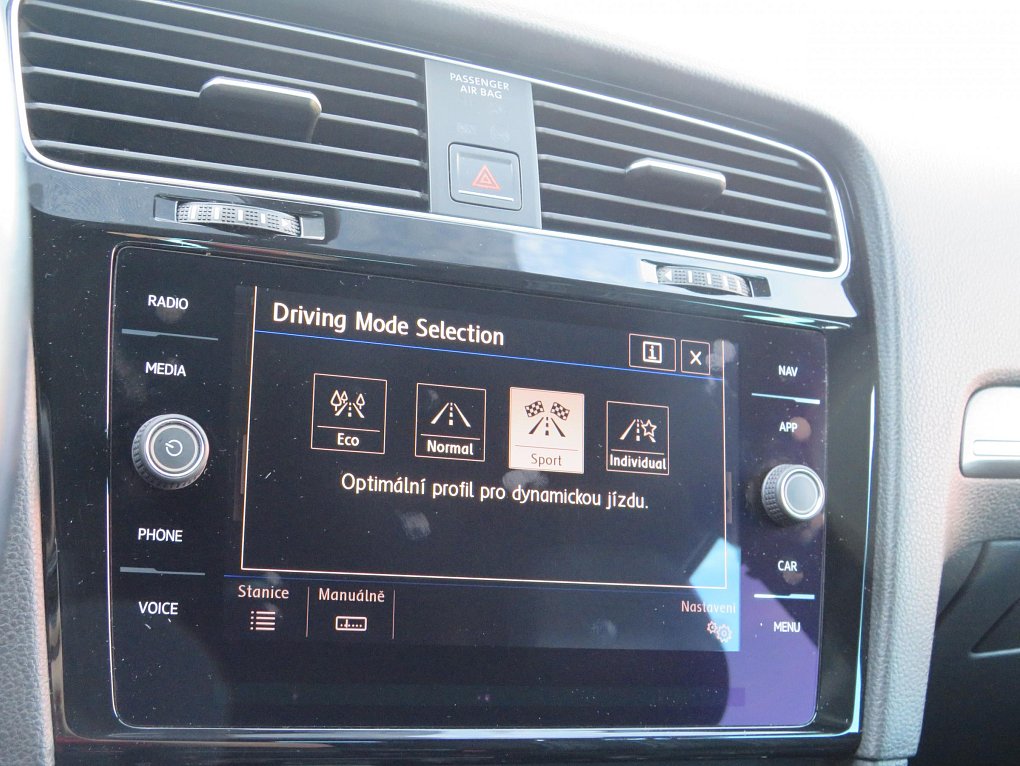 PASSENGER
AIR BAG
RADIO
MEDIA
PHONE
VOICE
Driving Mode Selection
i
X
Eco
Normal
Sport
Individual
Optimální profil pro dynamickou jízdu.
Stanice
Manuálně
Nastavení
NAV
APP
CAR
MENU